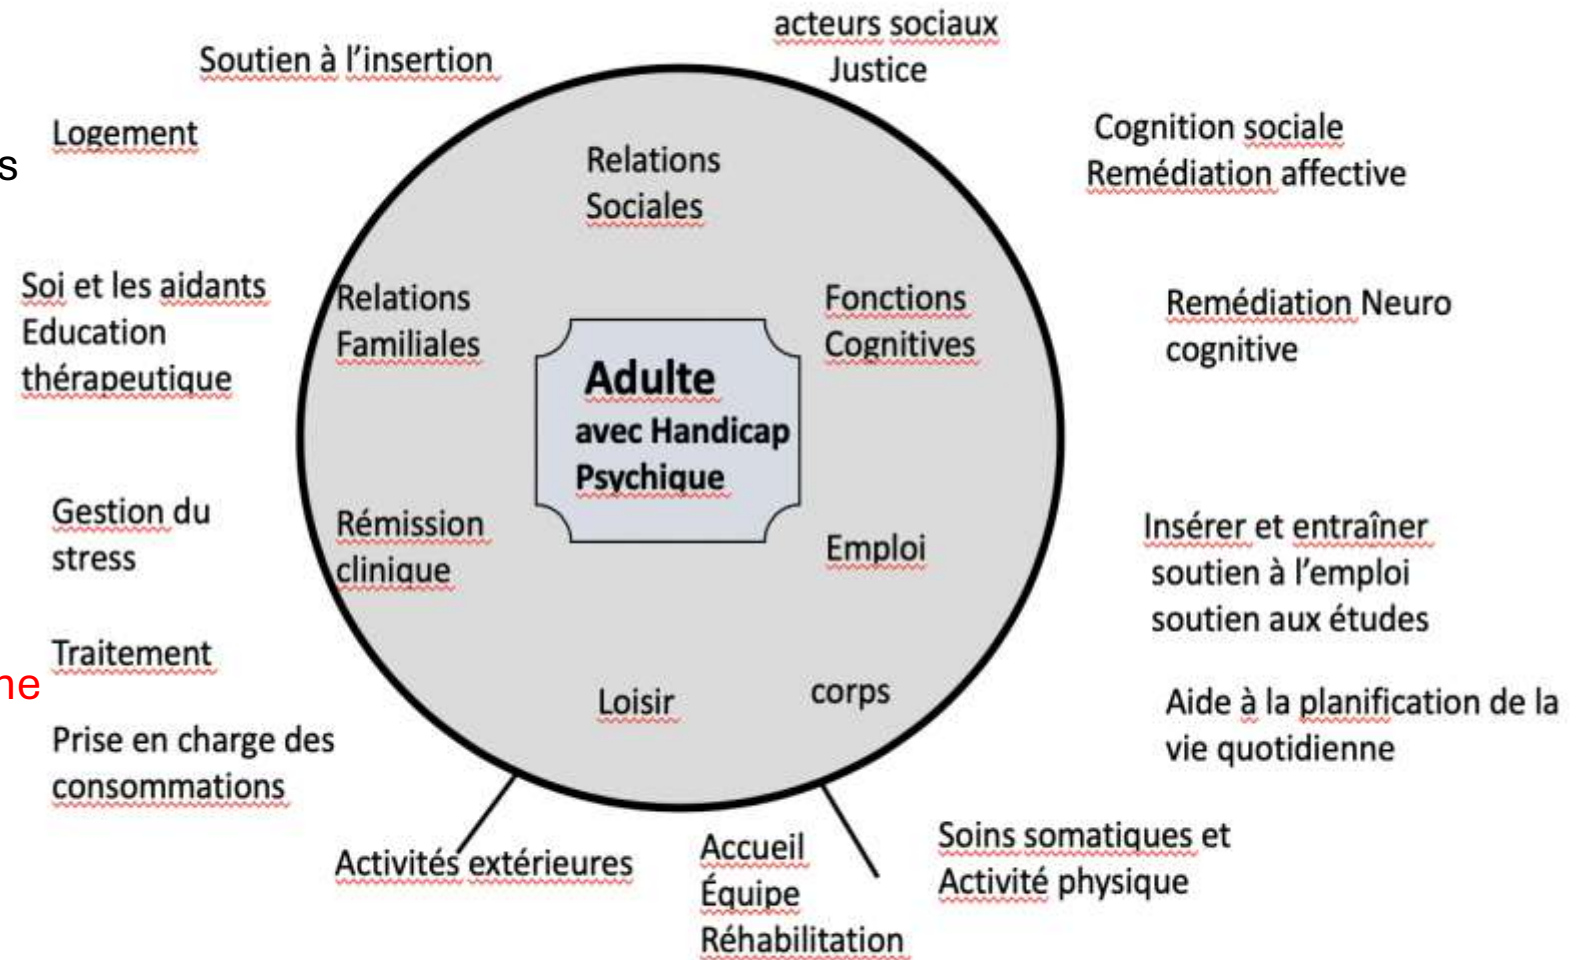 acteurs sociaux
Justice
Soutien à l'insertion
Logement
s
Cognition sociale
Remédiation affective
Relations
Sociales
Soi et les aidants
Education
thérapeutique
Relations
Familiales
Fonctions
Cognitives
Remédiation Neuro
cognitive
Adulte
avec Handicap
Psychique
Gestion du
stress
Rémission
clinique
Emploi
Insérer et entraîner
soutien à l'emploi
soutien aux études
Traitement
ne
Loisir
corps
Aide à la planification de la
vie quotidienne
Prise en charge des
consommations
Activités extérieures
Accueil
Équipe
Réhabilitation
Soins somatiques et
Activité physique